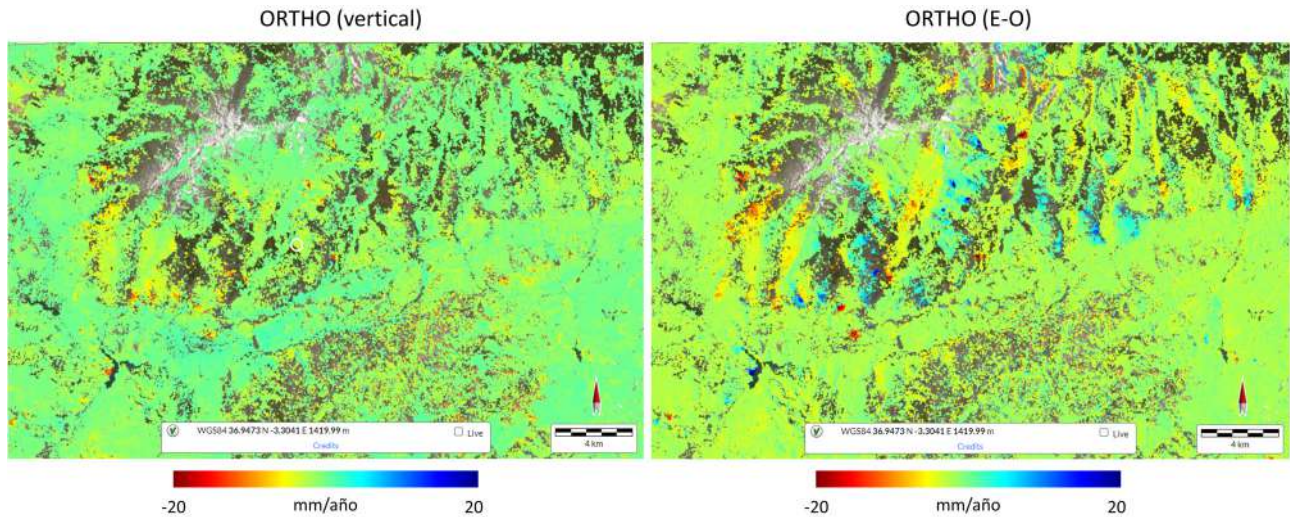 ORTHO (vertical)
ORTHO (E-O)
WGS84 36.9473 N -3.3041 E 1419.99 m
Live
Credits
4 km
WGS84 36.9473 N -3.3041 E 1419.99 m
Live
Credits
4 km
-20 mm/año 20
-20 mm/año 20